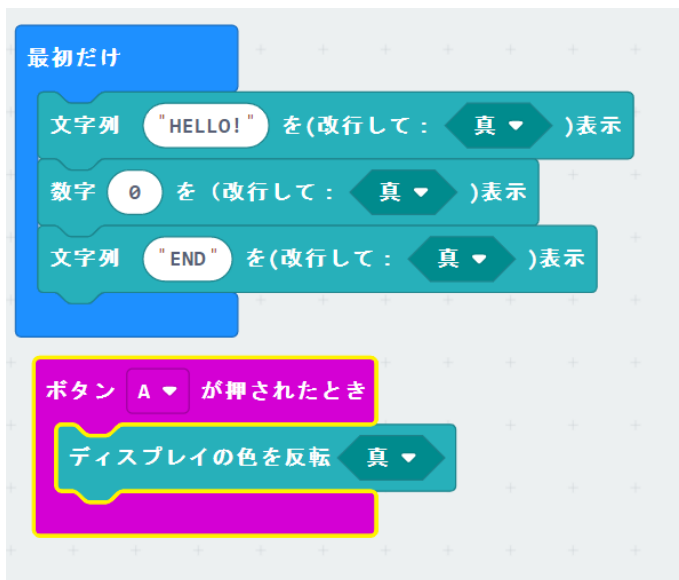 最初だけ
文字列 "HELLO!" を(改行して: 真 )表示
数字 0 を (改行して: 真 )表示
文字列 "END" を(改行して: 真 )表示
ボタン A が押されたとき
ディスプレイの色を反転 真